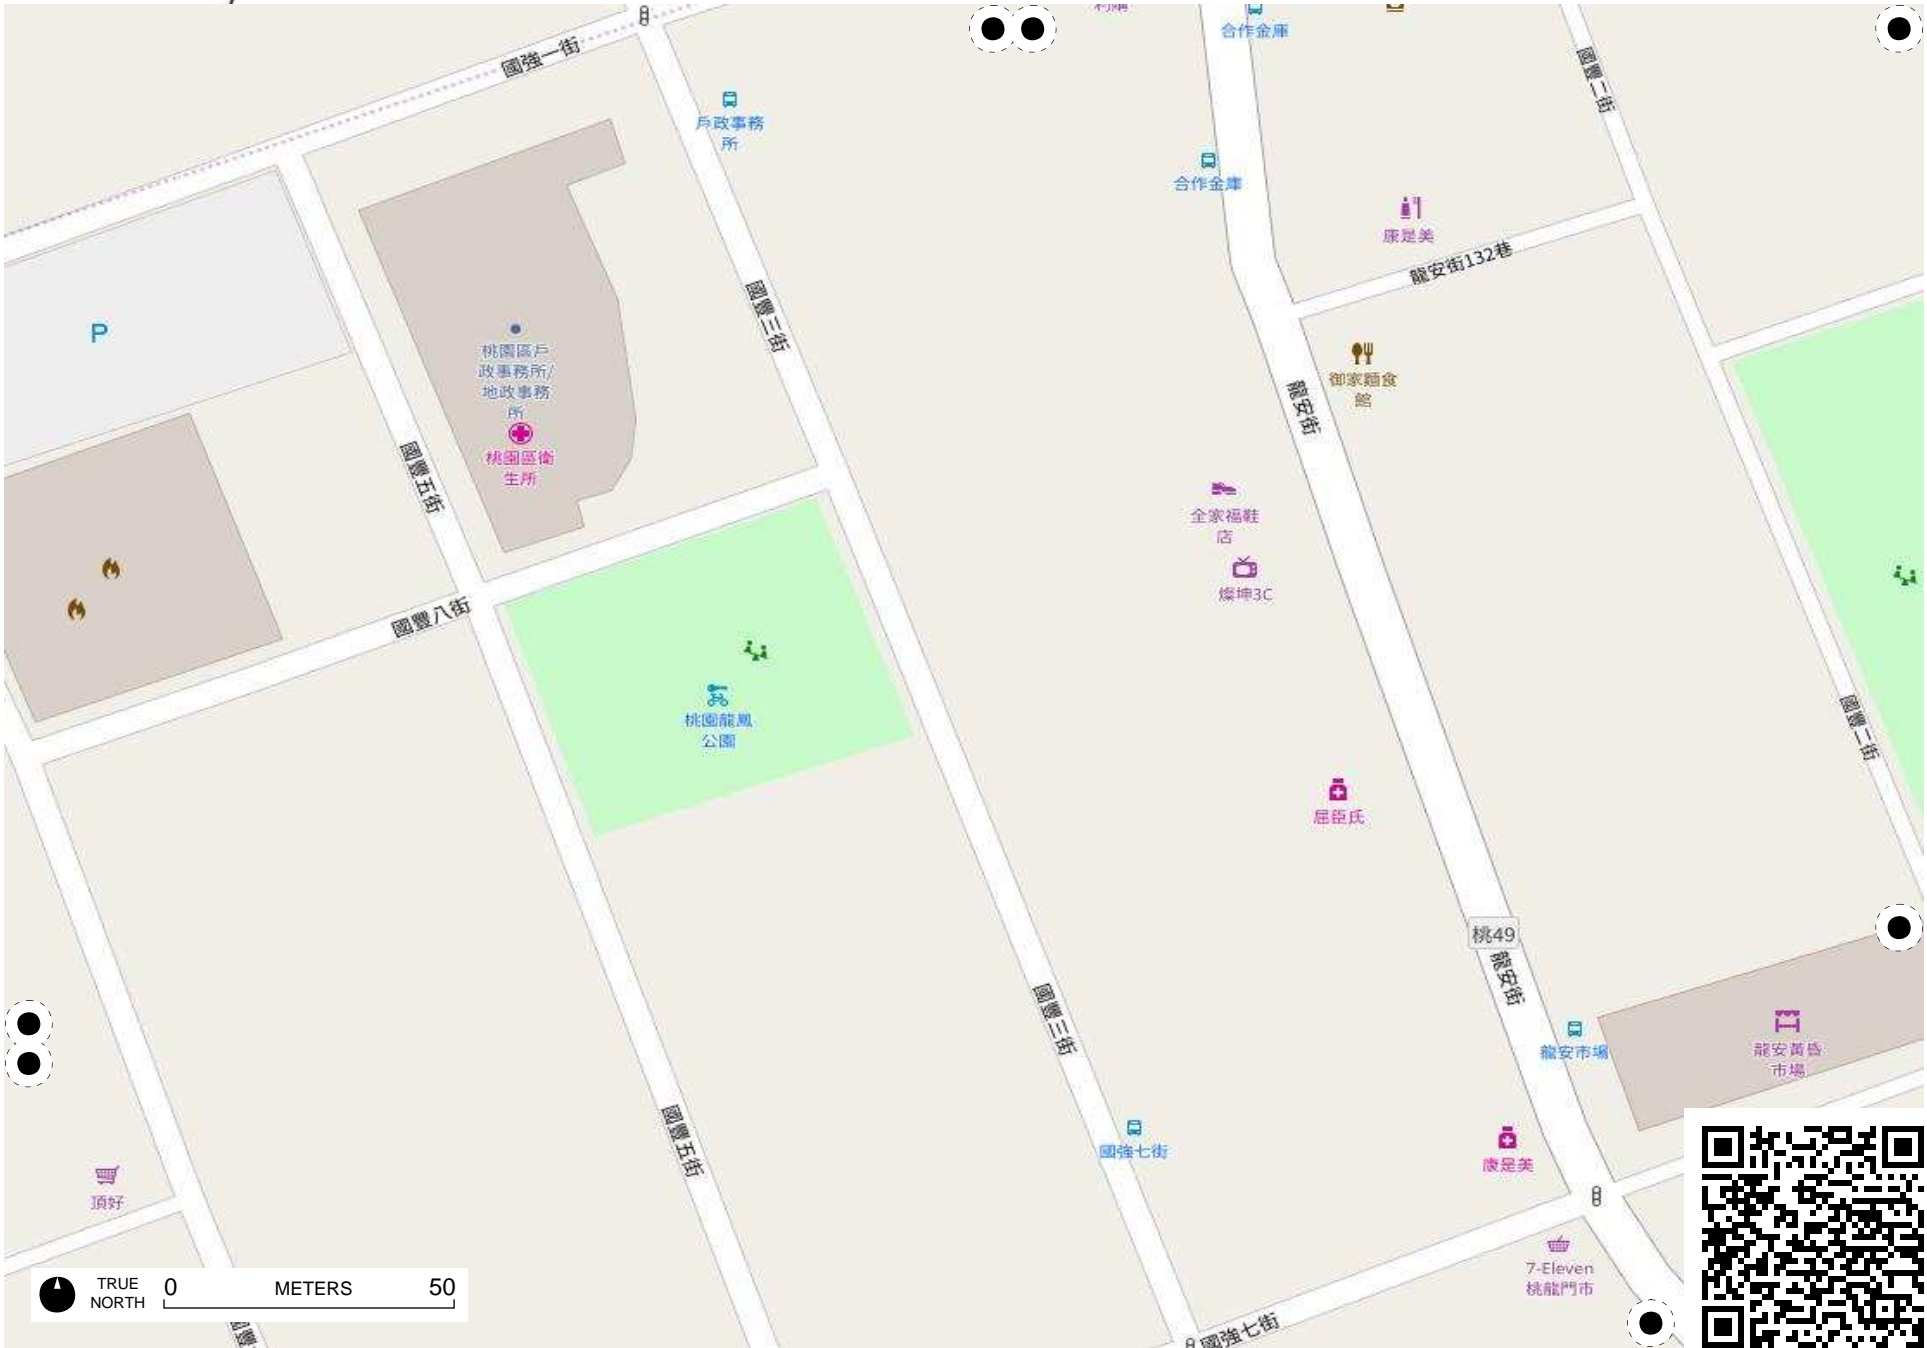 合作金庫
國強一街
國豐二街
戶政事務
所
合作金庫
康是美
龍安街132巷
國豐三街
P
桃園區戶
政事務所/
地政事務
所
御家麵食
館
龍安街
桃園區衛
生所
國豐五街
全家福鞋
店
燦坤3C
國豐八街
桃園龍鳳
公園
國豐二街
屈臣氏
桃49
龍安街
國豐三街
龍安市場
龍安黃昏
市場
國豐五街
國強七街
康是美
頂好
7-Eleven
桃龍門市
TRUE
NORTH
0 METERS 50
國強七街